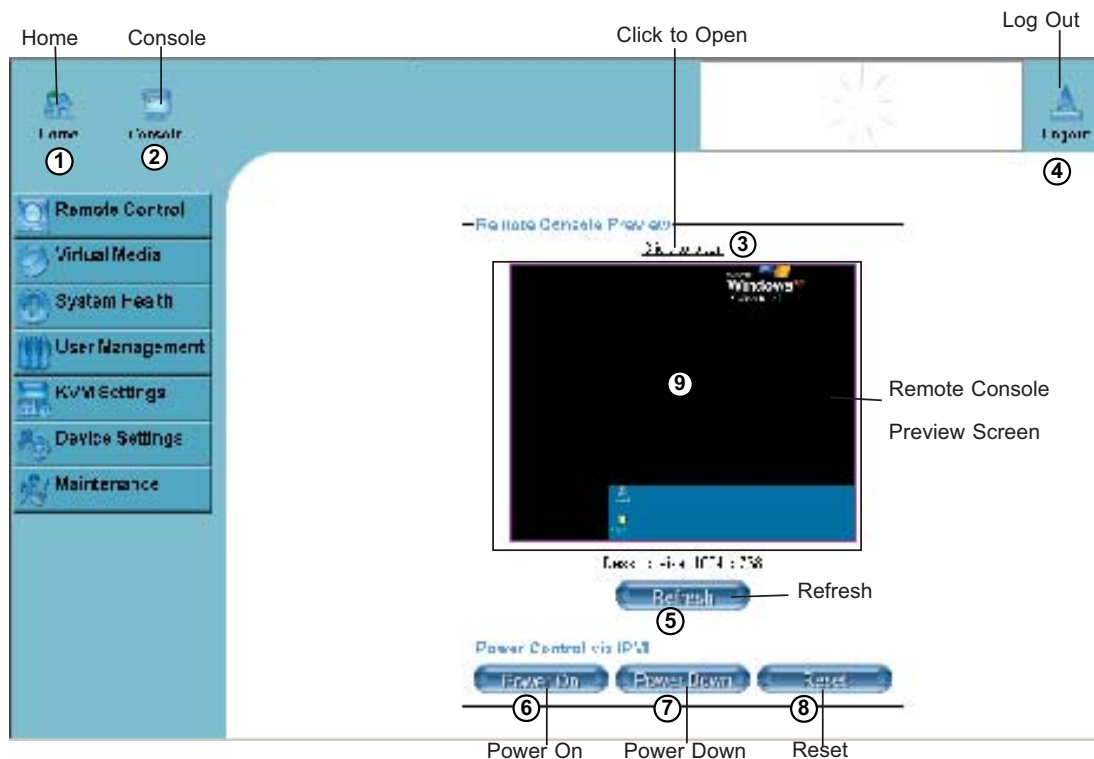 Home
Console
Click to Open
Log Out
Home
Console
Logout
1
2
4
Remote Control
Virtual Media
System Health
User Management
KVM Settings
Device Settings
Maintenance
Remote Console Preview
3
Windows
9
Remote Console
Preview Screen
Refresh
Refresh
5
Power Control via IPMI
Power On
Power Down
Reset
6
7
8
Power On
Power Down
Reset